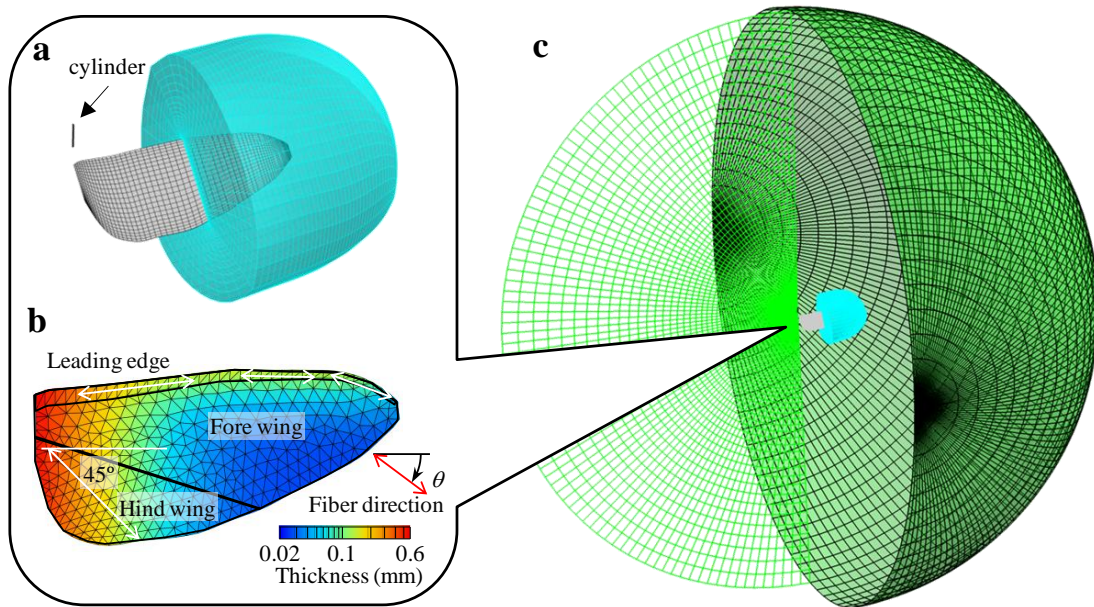 a
cylinder
c
b
Leading edge
Fore wing
45°
θ
Hind wing
Fiber direction
0.02 0.1 0.6
Thickness (mm)